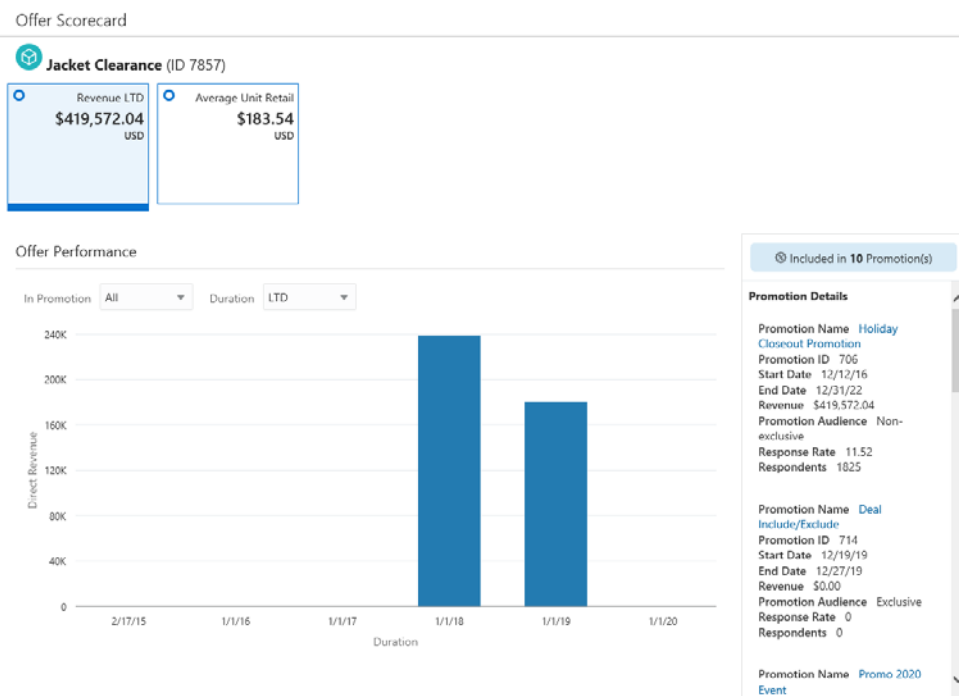 Offer Scorecard
Jacket Clearance (ID 7857)
Revenue LTD
$419,572.04
USD
Average Unit Retail
$183.54
USD
Offer Performance
In Promotion All
Duration LTD
240K
200K
160K
120K
80K
40K
0
Direct Revenue
2/17/15 1/1/16 1/1/17 1/1/18 1/1/19 1/1/20
Duration
Included in 10 Promotion(s)
Promotion Details
Promotion Name Holiday
Closeout Promotion
Promotion ID 706
Start Date 12/12/16
End Date 12/31/22
Revenue $419,572.04
Promotion Audience Non-
exclusive
Response Rate 11.52
Respondents 1825
Promotion Name Deal
Include/Exclude
Promotion ID 714
Start Date 12/19/19
End Date 12/27/19
Revenue $0.00
Promotion Audience Exclusive
Response Rate 0
Respondents 0
Promotion Name Promo 2020
Event